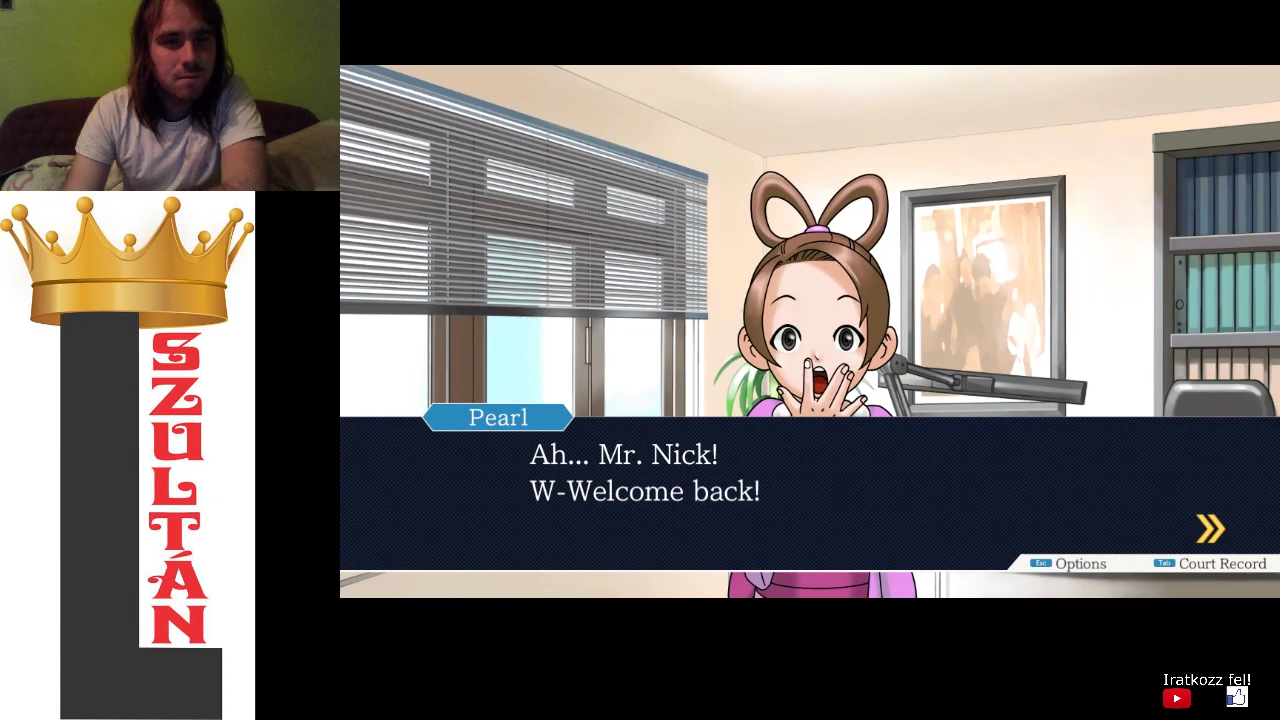 L
SZULTÁN
Pearl
Ah... Mr. Nick!
W-Welcome back!
Esc Options
Tab Court Record
Iratkozz fel!